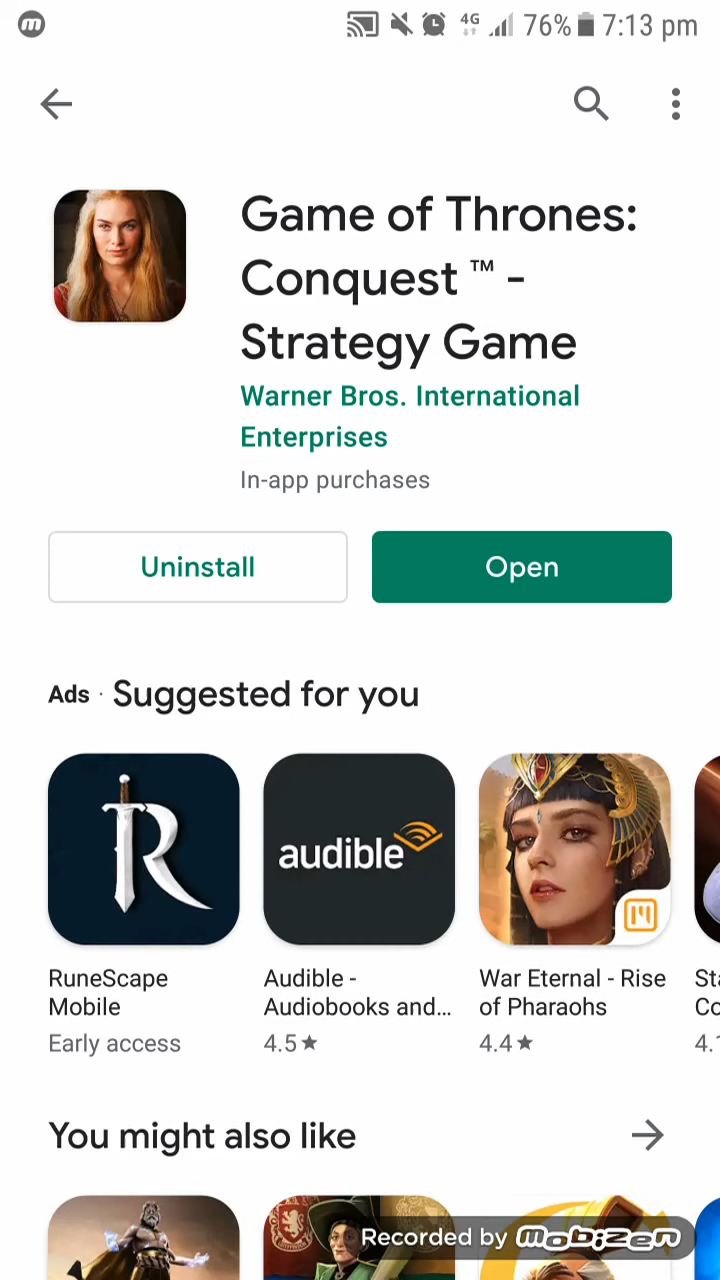 m
4G 76% 7:13 pm
Game of Thrones:
Conquest ™ -
Strategy Game
Warner Bros. International
Enterprises
In-app purchases
Uninstall
Open
Ads · Suggested for you
R
audible
RuneScape
Mobile
Early access
Audible -
Audiobooks and...
4.5★
War Eternal - Rise
of Pharaohs
4.4★
You might also like
Recorded by mobizen